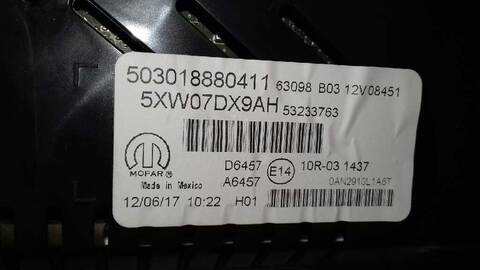 503018880411 63098 B03 12V08451
5XW07DX9AH 53233763
MOPAR®
D6457 E14 10R-03 1437
Made in Mexico A6457
12/06/17 10:22 H01